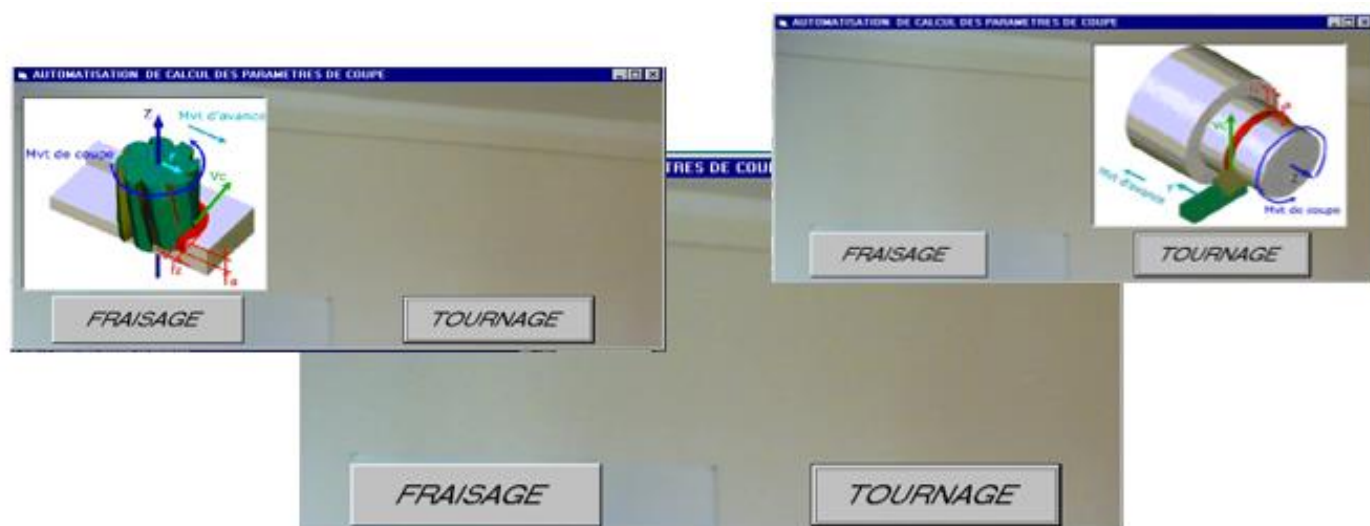 AUTOMATISATION DE CALCUL DES PARAMETRES DE COUPE
Z
Mvt d'avance
Mvt de coupe
Vc
fz
FRAISAGE
TOURNAGE
AUTOMATISATION DE CALCUL DES PARAMETRES DE COUPE
Mvt d'avance
Mvt de coupe
FRAISAGE
TOURNAGE
TRES DE COU
FRAISAGE
TOURNAGE